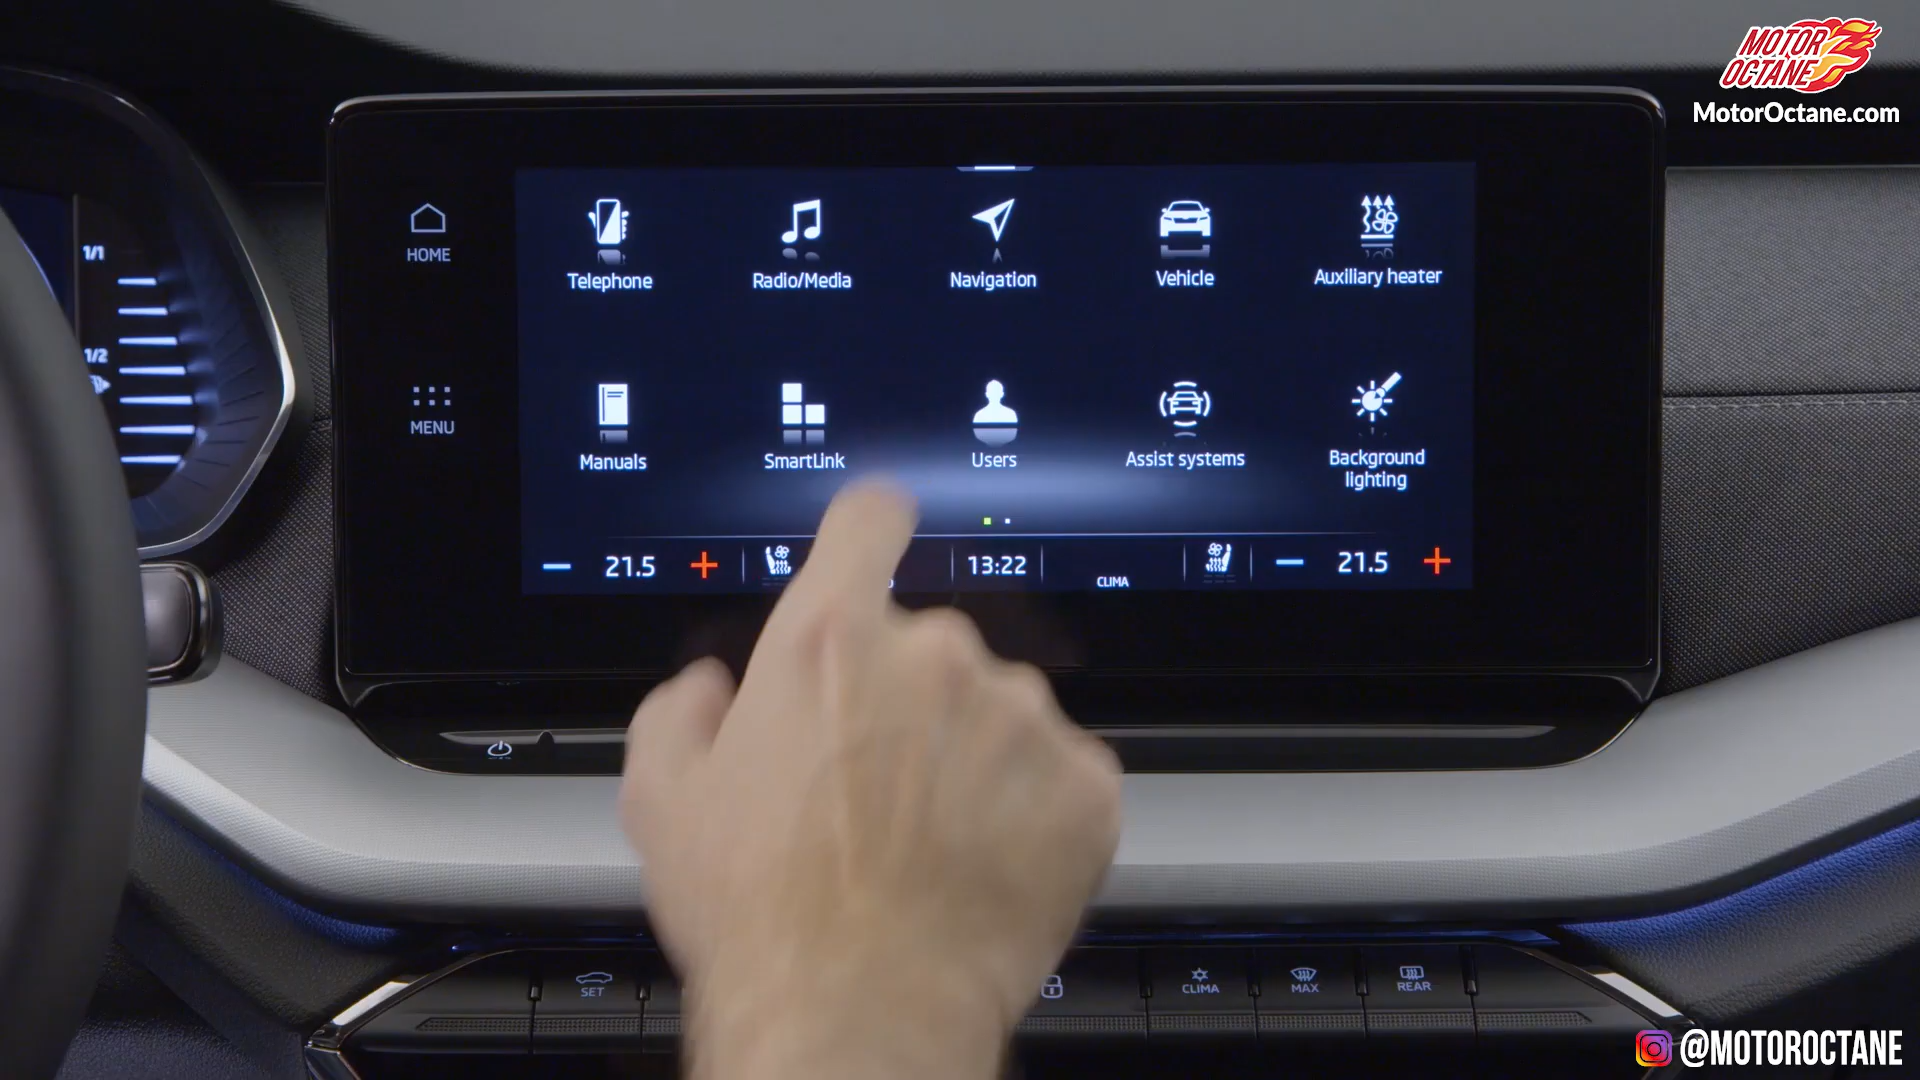 MOTOR
OCTANE
MotorOctane.com
1/1
1/2
HOME
MENU
Telephone
Radio/Media
Navigation
Vehicle
Auxiliary heater
Manuals
SmartLink
Users
Assist systems
Background
lighting
21.5
13:22
CLIMA
21.5
SET
CLIMA
MAX
REAR
@MOTOROCTANE